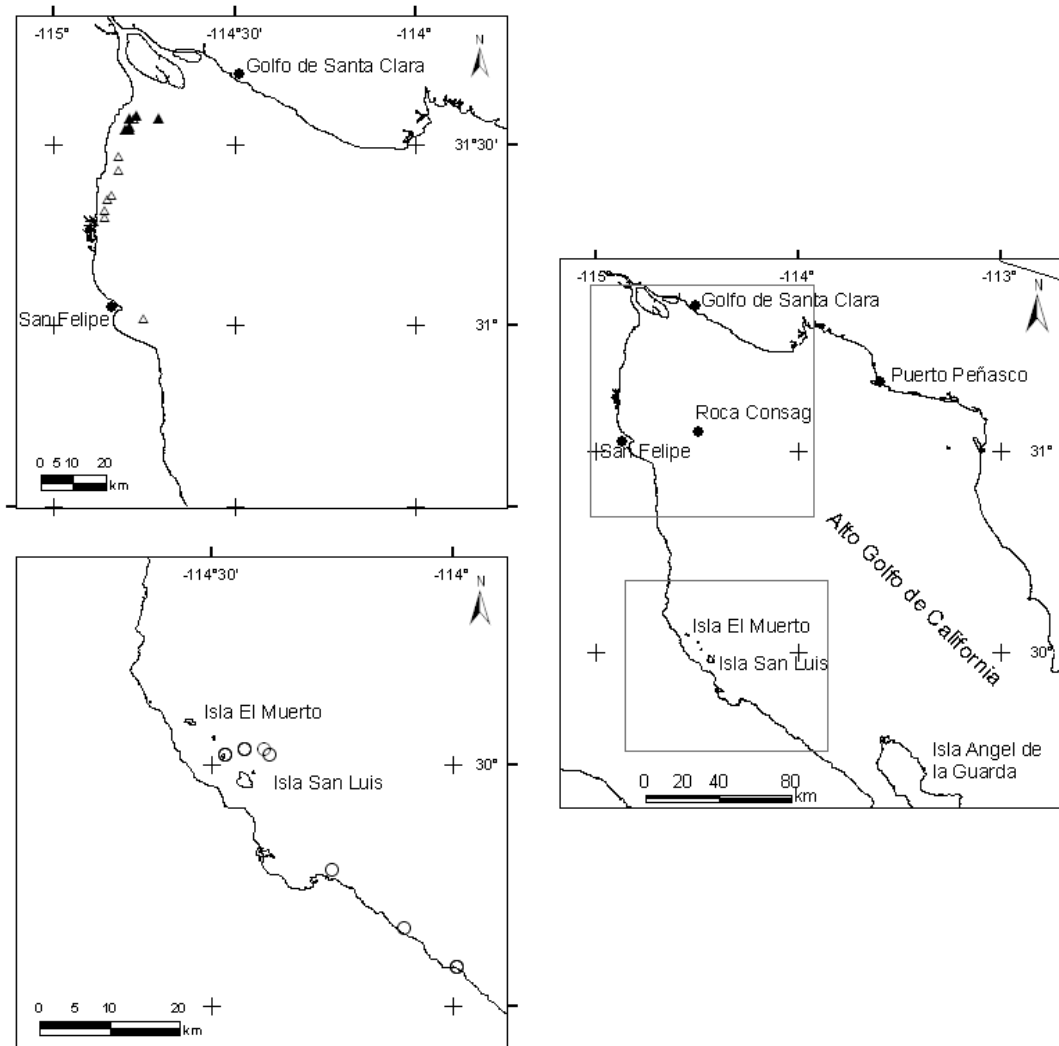 -115°
-114°30'
-114°
N
Golfo de Santa Clara
31°30'
San Felipe
31°
0 5 10 20
km
-114°30'
-114°
N
Isla El Muerto
30°
Isla San Luis
0 5 10 20
km
-115°
-114°
-113°
N
Golfo de Santa Clara
Puerto Peñasco
Roca Consag
San Felipe
31°
Alto Golfo de California
Isla El Muerto
30°
Isla San Luis
Isla Angel de
la Guarda
0 40 80
km